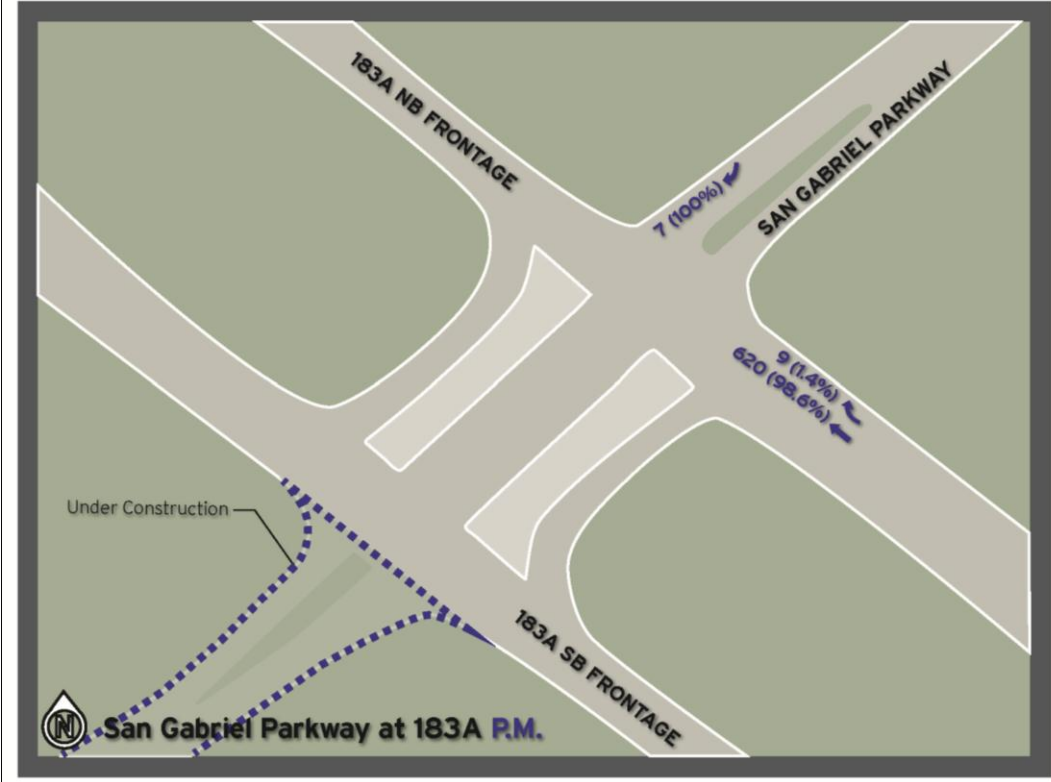 183A NB FRONTAGE
SAN GABRIEL PARKWAY
7 (100%)
9 (1.4%)
620 (98.6%)
Under Construction
183A SB FRONTAGE
N
San Gabriel Parkway at 183A P.M.